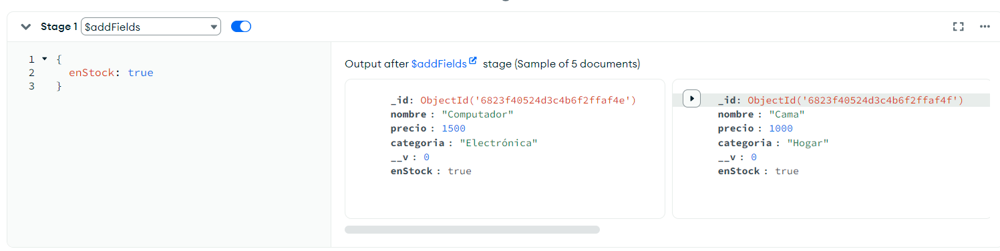 Stage 1 $addFields
1 {
2 enStock: true
3 }
Output after $addFields stage (Sample of 5 documents)
_id: ObjectId('6823f40524d3c4b6f2ffaf4e')
nombre : "Computador"
precio : 1500
categoria : "Electrónica"
__v : 0
enStock : true
_id: ObjectId('6823f40524d3c4b6f2ffaf4f')
nombre : "Cama"
precio : 1000
categoria : "Hogar"
__v : 0
enStock : true